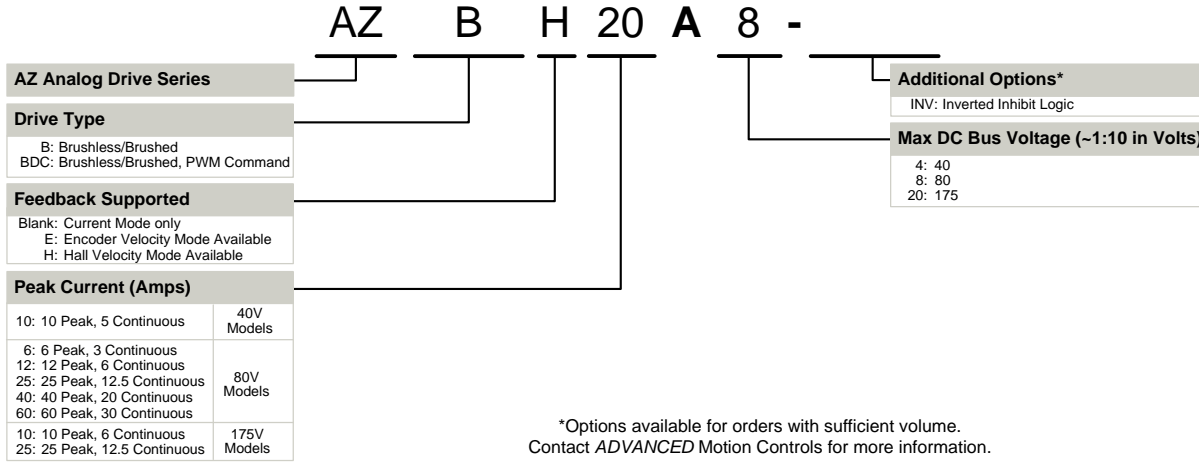 AZ B H 20 A 8 -
AZ Analog Drive Series
Drive Type
B: Brushless/Brushed
BDC: Brushless/Brushed, PWM Command
Feedback Supported
Blank: Current Mode only
E: Encoder Velocity Mode Available
H: Hall Velocity Mode Available
Peak Current (Amps)
10: 10 Peak, 5 Continuous
40V
Models
6: 6 Peak, 3 Continuous
12: 12 Peak, 6 Continuous
25: 25 Peak, 12.5 Continuous
40: 40 Peak, 20 Continuous
60: 60 Peak, 30 Continuous
80V
Models
10: 10 Peak, 6 Continuous
25: 25 Peak, 12.5 Continuous
175V
Models
Additional Options*
INV: Inverted Inhibit Logic
Max DC Bus Voltage (~1:10 in Volts)
4: 40
8: 80
20: 175
*Options available for orders with sufficient volume.
Contact ADVANCED Motion Controls for more information.